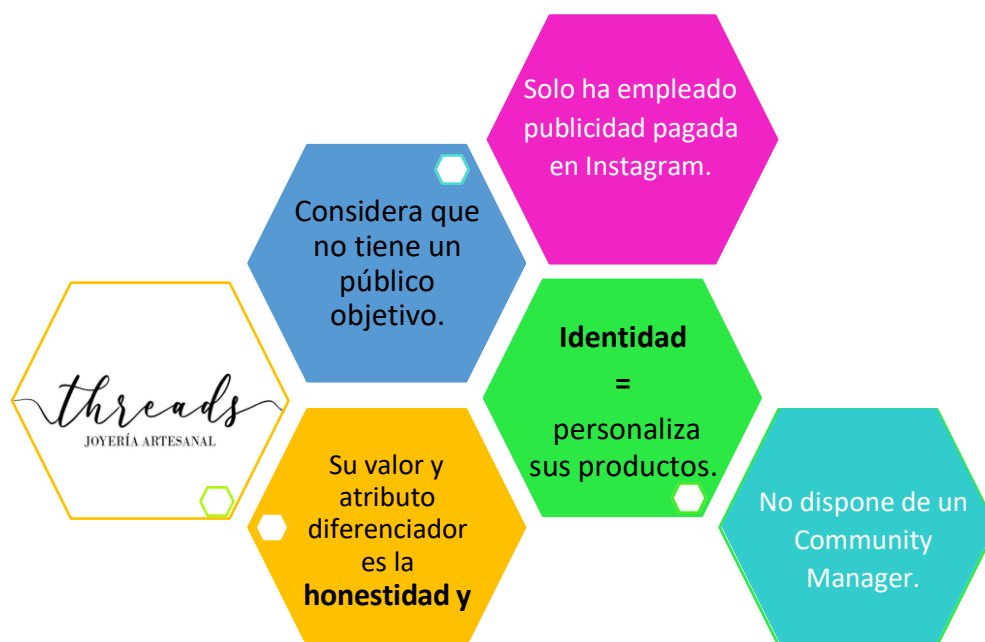 Solo ha empleado
publicidad pagada
en Instagram.
Considera que
no tiene un
público
objetivo.
threads
JOYERÍA ARTESANAL
Identidad
=
personaliza
sus productos.
Su valor y
atributo
diferenciador
es la
honestidad y
No dispone de un
Community
Manager.